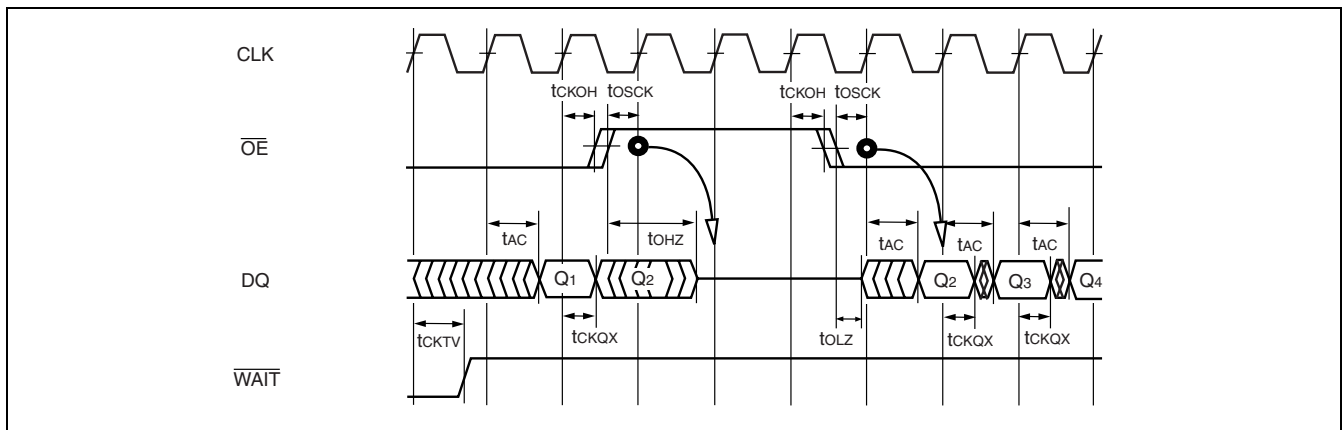 CLK
tCKOH tOSCK tCKOH tOSCK
OE
tAC tOHZ tAC tAC tAC
DQ Q1 Q2 Q2 Q3 Q4
tCKTV tCKQX tOLZ tCKQX tCKQX
WAIT